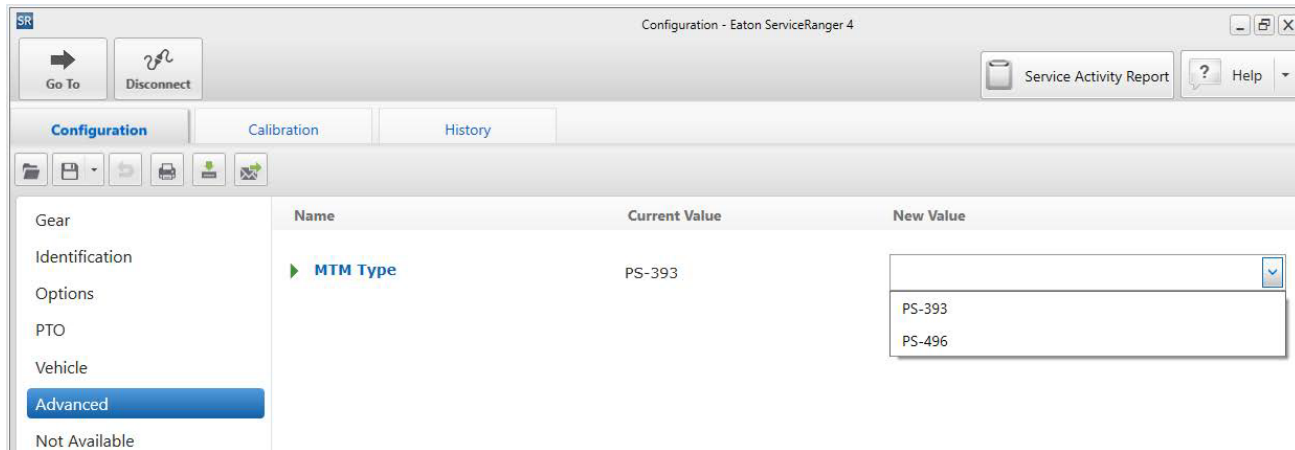 SR
Configuration - Eaton ServiceRanger 4
Go To
Disconnect
Service Activity Report
? Help
Configuration Calibration History
Gear
Identification
Options
PTO
Vehicle
Advanced
Not Available
Name Current Value New Value
MTM Type PS-393
PS-393
PS-496